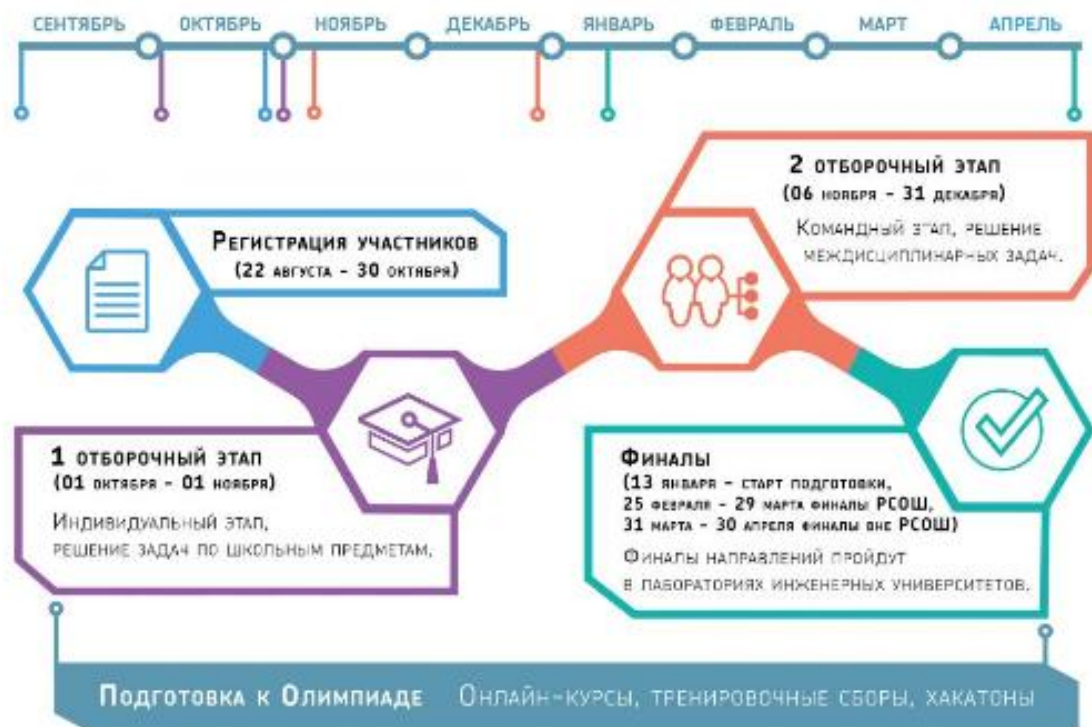 СЕНТЯБРЬ ОКТЯБРЬ НОЯБРЬ ДЕКАБРЬ ЯНВАРЬ ФЕВРАЛЬ МАРТ АПРЕЛЬ
2 ОТБОРОЧНЫЙ ЭТАП
(06 НОЯБРЯ - 31 ДЕКАБРЯ)
КОМАНДНЫЙ ЭТАП, РЕШЕНИЕ
МЕЖДИСЦИПЛИНАРНЫХ ЗАДАЧ.
РЕГИСТРАЦИЯ УЧАСТНИКОВ
(22 АВГУСТА - 30 ОКТЯБРЯ)
1 ОТБОРОЧНЫЙ ЭТАП
(01 ОКТЯБРЯ - 01 НОЯБРЯ)
ИНДИВИДУАЛЬНЫЙ ЭТАП,
РЕШЕНИЕ ЗАДАЧ ПО ШКОЛЬНЫМ ПРЕДМЕТАМ.
ФИНАЛЫ
(13 ЯНВАРЯ - СТАРТ ПОДГОТОВКИ,
25 ФЕВРАЛЯ - 29 МАРТА ФИНАЛЫ РСОШ,
31 МАРТА - 30 АПРЕЛЯ ФИНАЛЫ ВНЕ РСОШ)
ФИНАЛЫ НАПРАВЛЕНИЙ ПРОЙДУТ
В ЛАБОРАТОРИЯХ ИНЖЕНЕРНЫХ УНИВЕРСИТЕТОВ.
ПОДГОТОВКА К ОЛИМПИАДЕ ОНЛАЙН-КУРСЫ, ТРЕНИРОВОЧНЫЕ СБОРЫ, ХАКАТОНЫ